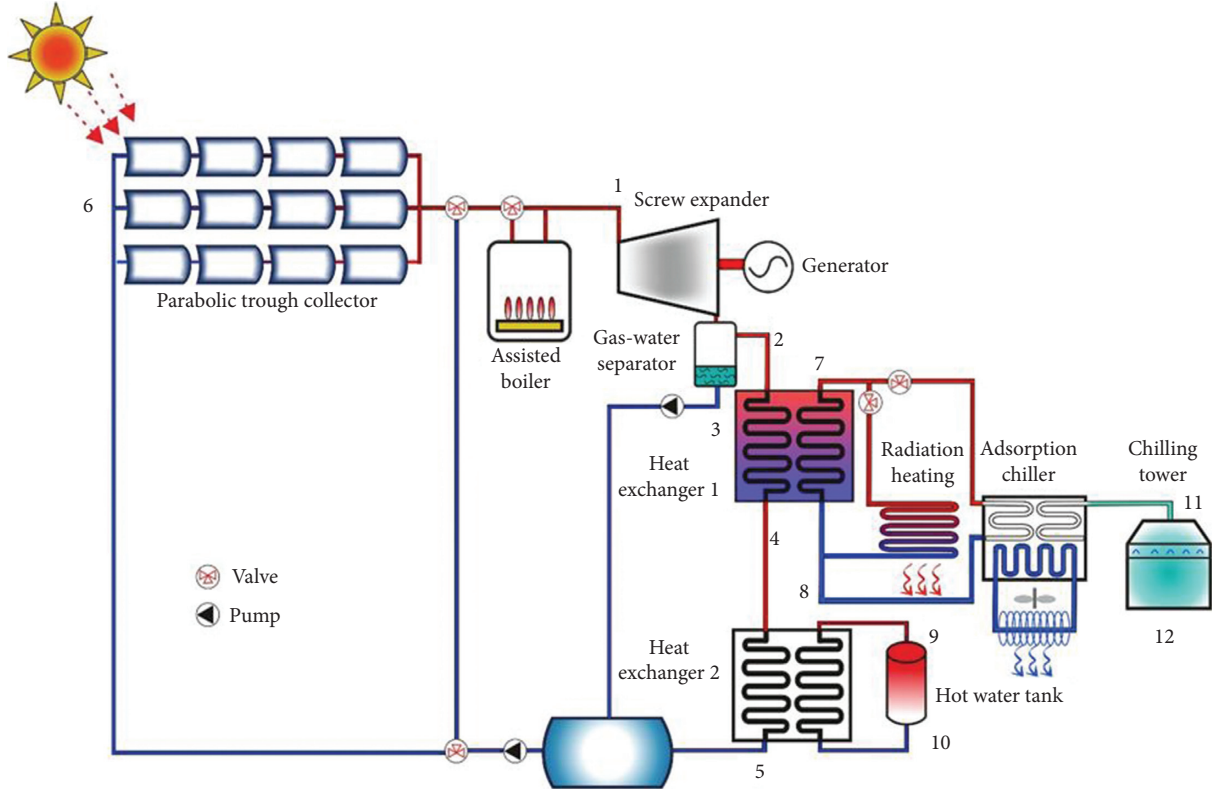 1
Screw expander
6
Generator
Parabolic trough collector
Gas-water
separator
2
Assisted
boiler
7
3
Heat
exchanger 1
Radiation
heating
Adsorption
chiller
Chilling
tower
11
4
Valve
8
Pump
12
Heat
exchanger 2
9
Hot water tank
10
5